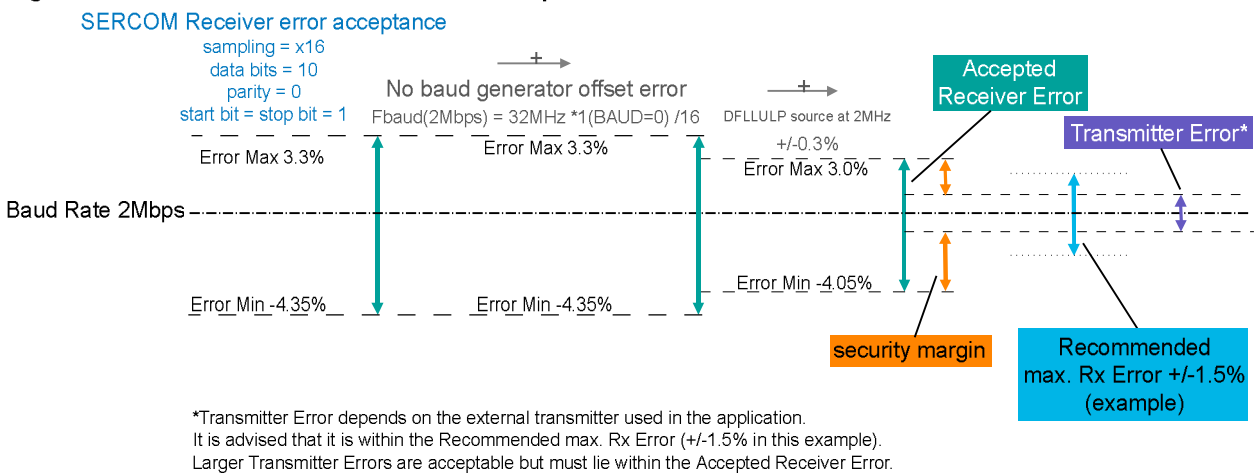 SERCOM Receiver error acceptance
sampling = x16
data bits = 10
parity = 0
start bit = stop bit = 1
+
No baud generator offset error
Fbaud(2Mbps) = 32MHz *1(BAUD=0) /16
+
DFLLULP source at 2MHz
+/-0.3%
Accepted
Receiver Error
Transmitter Error*
Error Max 3.3%
Error Max 3.3%
Error Max 3.0%
Baud Rate 2Mbps
Error Min -4.35%
Error Min -4.35%
Error Min -4.05%
security margin
Recommended
max. Rx Error +/-1.5%
(example)
*Transmitter Error depends on the external transmitter used in the application.
It is advised that it is within the Recommended max. Rx Error (+/-1.5% in this example).
Larger Transmitter Errors are acceptable but must lie within the Accepted Receiver Error.